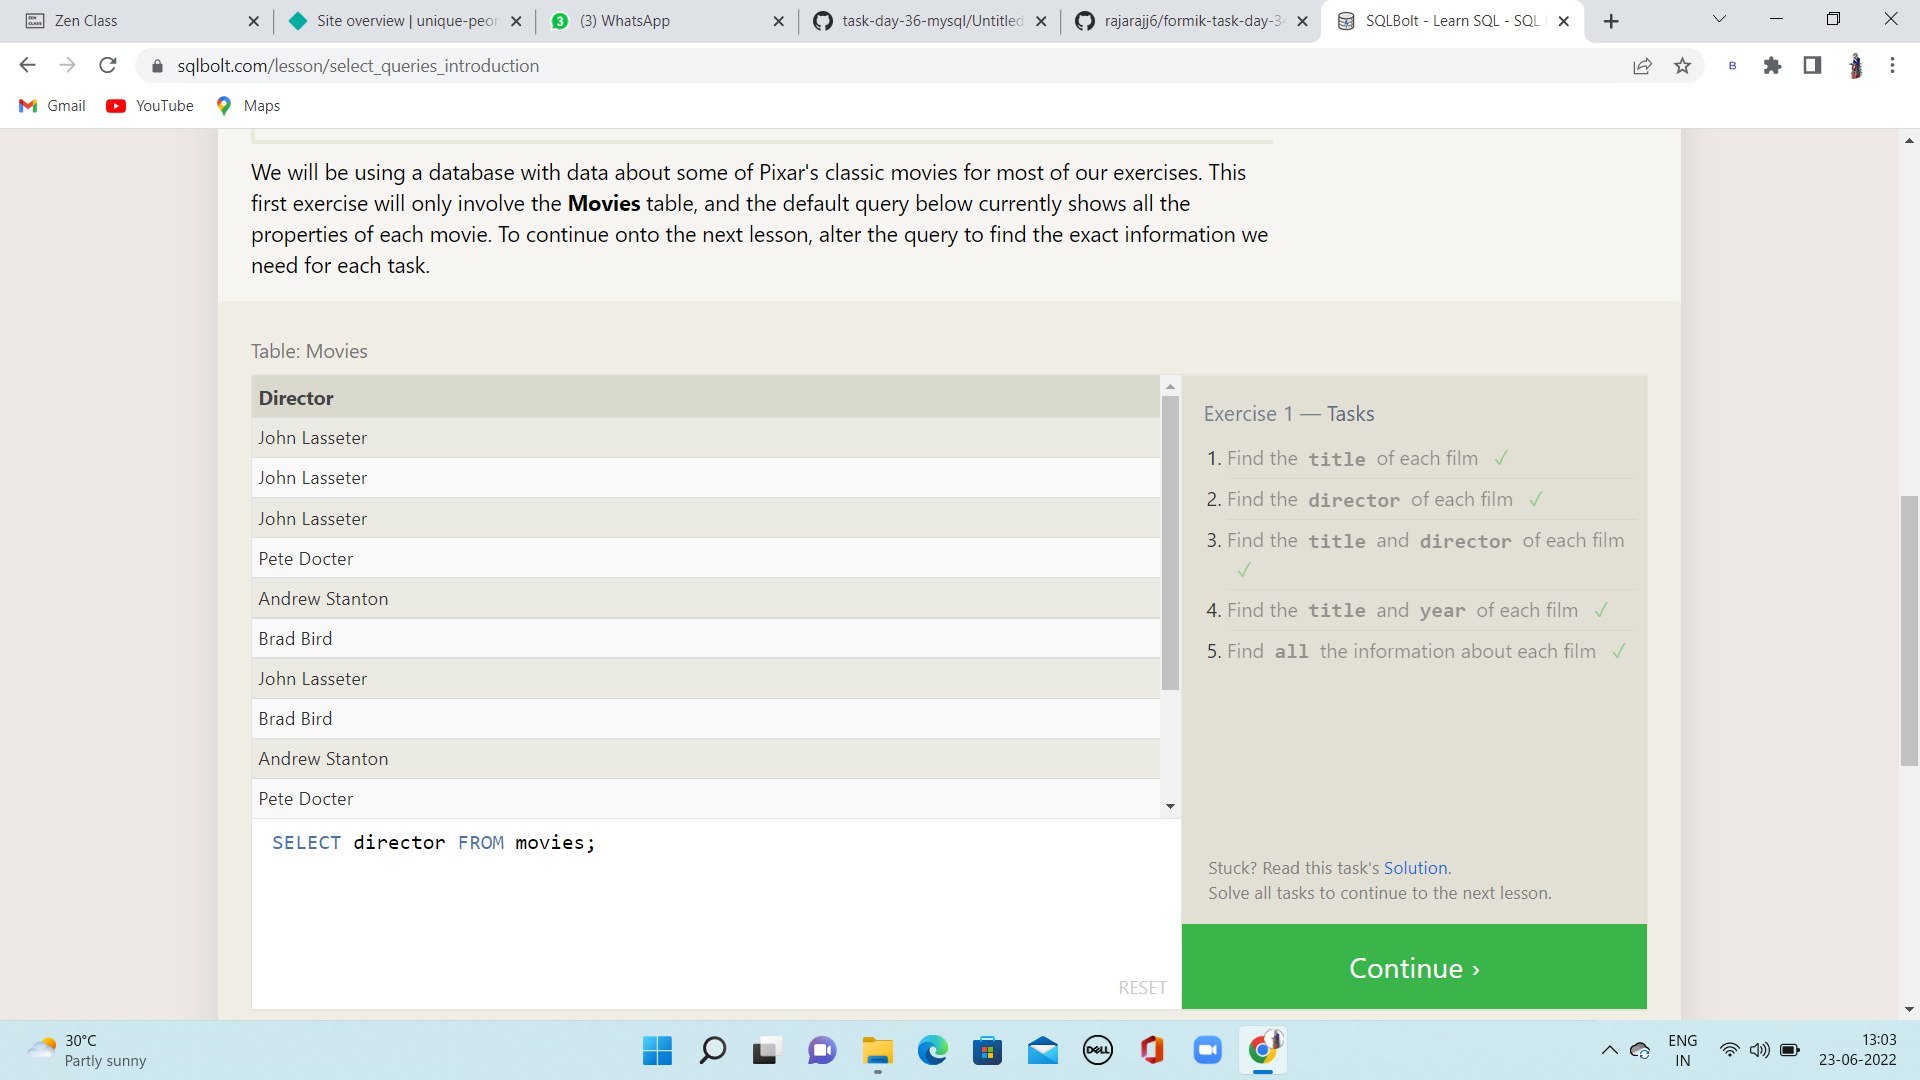 Zen Class
Site overview | unique-peor
3
(3) WhatsApp
task-day-36-mysql/Untitled
rajarajj6/formik-task-day-34
SQLBolt - Learn SQL - SQL
sqlbolt.com/lesson/select_queries_introduction
B
Gmail
YouTube
Maps
We will be using a database with data about some of Pixar's classic movies for most of our exercises. This
first exercise will only involve the Movies table, and the default query below currently shows all the
properties of each movie. To continue onto the next lesson, alter the query to find the exact information we
need for each task.
Table: Movies
Director
John Lasseter
John Lasseter
John Lasseter
Pete Docter
Andrew Stanton
Brad Bird
John Lasseter
Brad Bird
Andrew Stanton
Pete Docter
SELECT director FROM movies;
RESET
Exercise 1 — Tasks
1. Find the title of each film ✓
2. Find the director of each film ✓
3. Find the title and director of each film
✓
4. Find the title and year of each film ✓
5. Find all the information about each film ✓
Stuck? Read this task's Solution.
Solve all tasks to continue to the next lesson.
Continue ›
30°C
Partly sunny
DELL
ENG
IN
13:03
23-06-2022